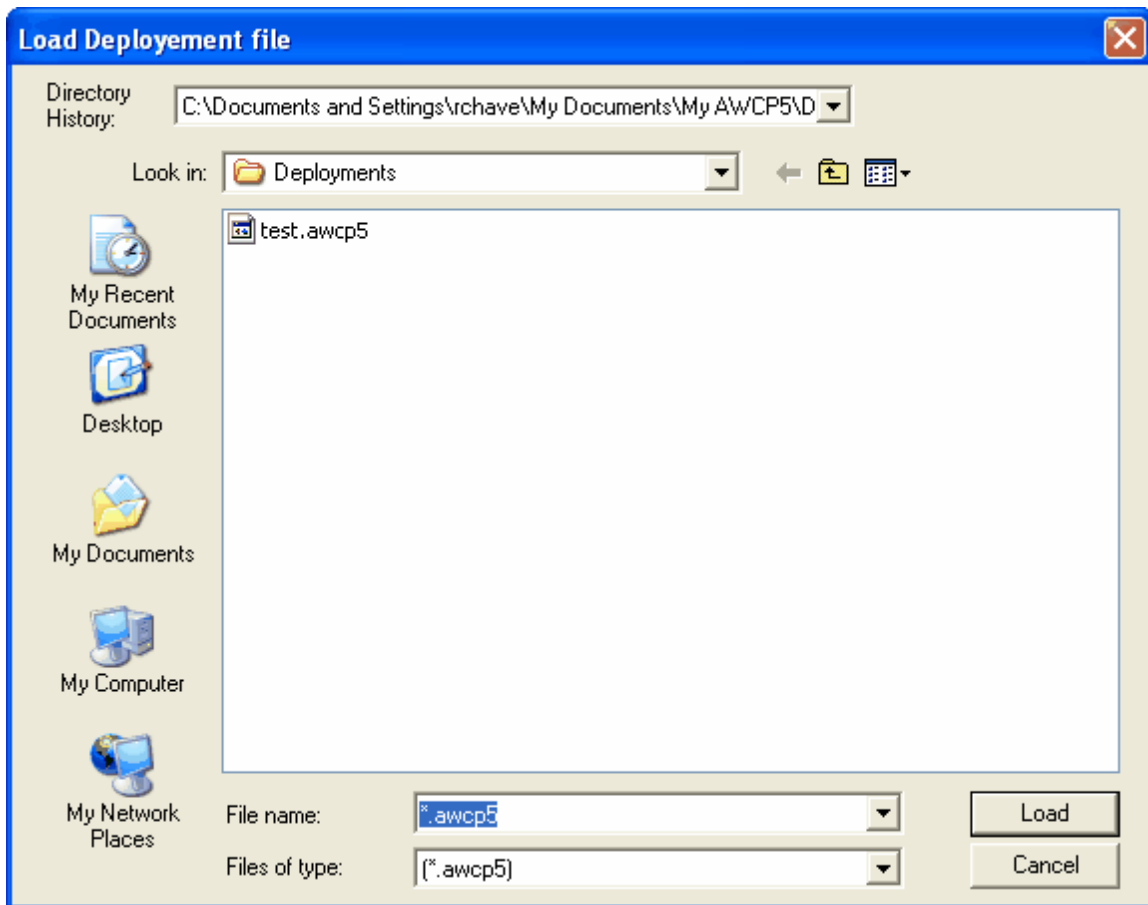 Load Deployement file
Directory
History:
C:\Documents and Settings\rchave\My Documents\My AWCP5\D
Look in:
Deployments
test.awcp5
My Recent
Documents
Desktop
My Documents
My Computer
My Network
Places
File name:
*.awcp5
Load
Files of type:
(*.awcp5)
Cancel